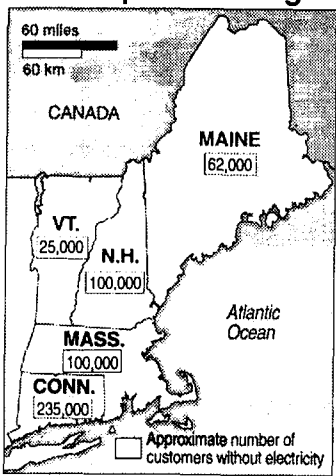 60 miles
60 km
CANADA
MAINE
62,000
VT.
25,000
N.H.
100,000
Atlantic
Ocean
MASS.
100,000
CONN.
235,000
Approximate number of
customers without electricity